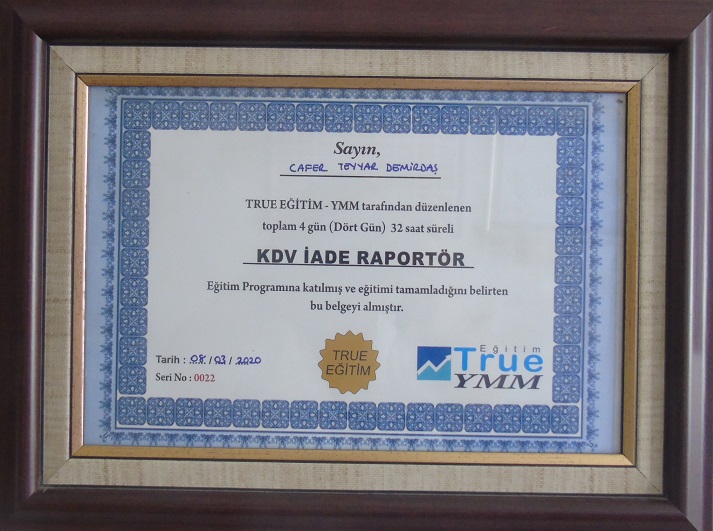 Sayın,
CAFER TEYYAR DEMİRDAŞ
TRUE EĞİTİM - YMM tarafından düzenlenen
toplam 4 gün (Dört Gün) 32 saat süreli
KDV İADE RAPORTÖR
Eğitim Programına katılmış ve eğitimi tamamladığını belirten
bu belgeyi almıştır.
Tarih : 08 / 03 / 2020
Seri No : 0022
TRUE
EĞİTİM
Eğitim
True
YMM